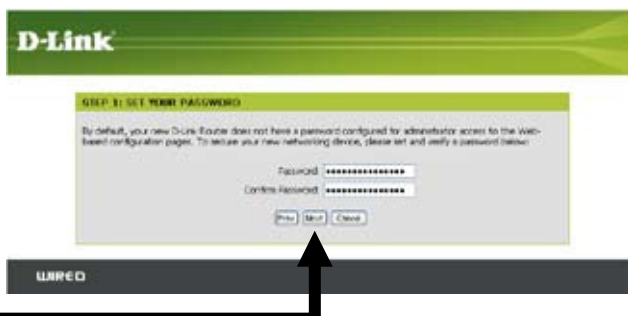 D-Link
STEP 1: SET YOUR PASSWORD
By default, your new D-Link Router does not have a password configured for administrator access to the Web-
based configuration pages. To secure your new networking device, please set and verify a password below:
Password
Confirm Password
Prev Next Cancel
WIRED